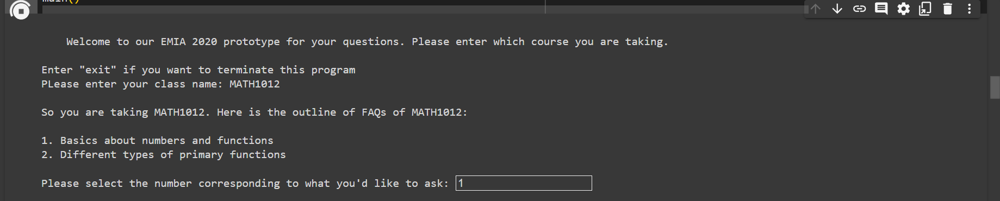 main()
Welcome to our EMIA 2020 prototype for your questions. Please enter which course you are taking.
Enter "exit" if you want to terminate this program
PLease enter your class name: MATH1012
So you are taking MATH1012. Here is the outline of FAQs of MATH1012:
1. Basics about numbers and functions
2. Different types of primary functions
Please select the number corresponding to what you'd like to ask: 1